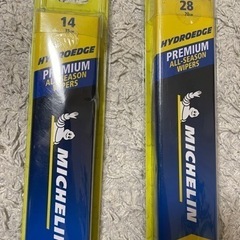 14
HYDROEDGE
PREMIUM
ALL-SEASON
WIPERS
MICHELIN
28
HYDROEDGE
PREMIUM
ALL-SEASON
WIPERS
MICHELIN